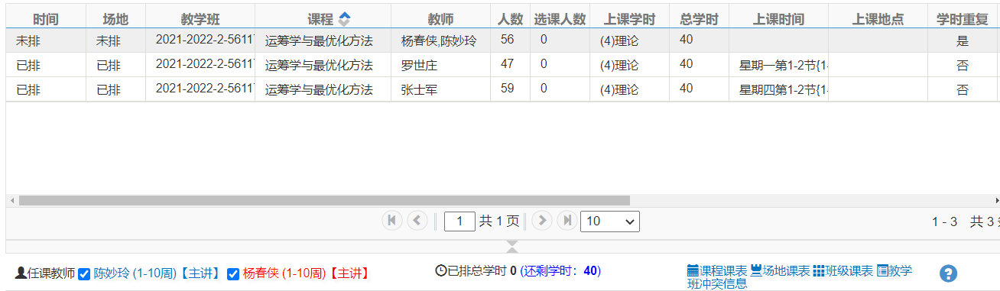 时间 场地 教学班 课程 教师 人数 选课人数 上课学时 总学时 上课时间 上课地点 学时重复
未排 未排 2021-2022-2-5611 运筹学与最优化方法 杨春侠,陈妙玲 56 0 (4)理论 40 是
已排 已排 2021-2022-2-5611 运筹学与最优化方法 罗世庄 47 0 (4)理论 40 星期一第1-2节{1- 否
已排 已排 2021-2022-2-5611 运筹学与最优化方法 张士军 59 0 (4)理论 40 星期四第1-2节{1- 否
1 共 1 页 10 1 - 3 共 3
任课教师 陈妙玲 (1-10周)【主讲】 杨春侠 (1-10周)【主讲】 已排总学时 0 (还剩学时：40) 课程课表 场地课表 班级课表 教学
班冲突信息